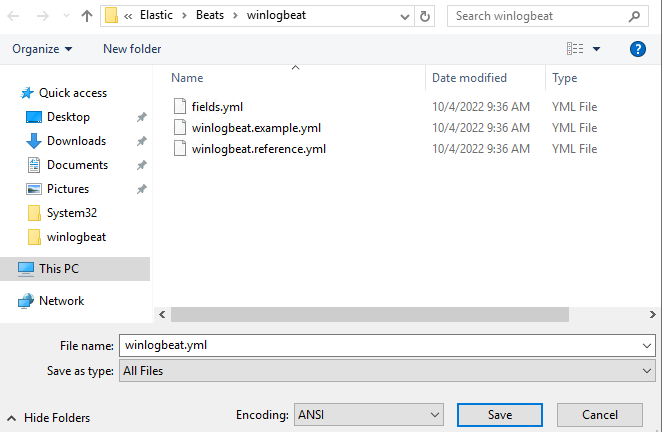 « Elastic > Beats > winlogbeat
Search winlogbeat
Organize
New folder
?
Name
Date modified
Type
Quick access
Desktop
Downloads
Documents
Pictures
System32
winlogbeat
This PC
Network
fields.yml 10/4/2022 9:36 AM YML File
winlogbeat.example.yml 10/4/2022 9:36 AM YML File
winlogbeat.reference.yml 10/4/2022 9:36 AM YML File
File name: winlogbeat.yml
Save as type: All Files
Hide Folders
Encoding: ANSI
Save
Cancel